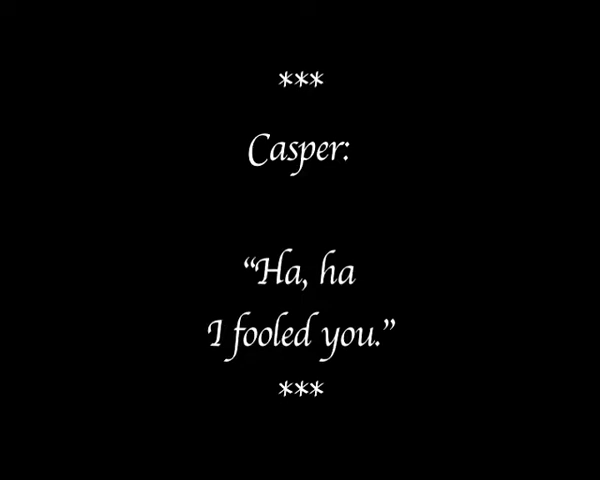 ***
Casper:
“Ha, ha
I fooled you.”
***